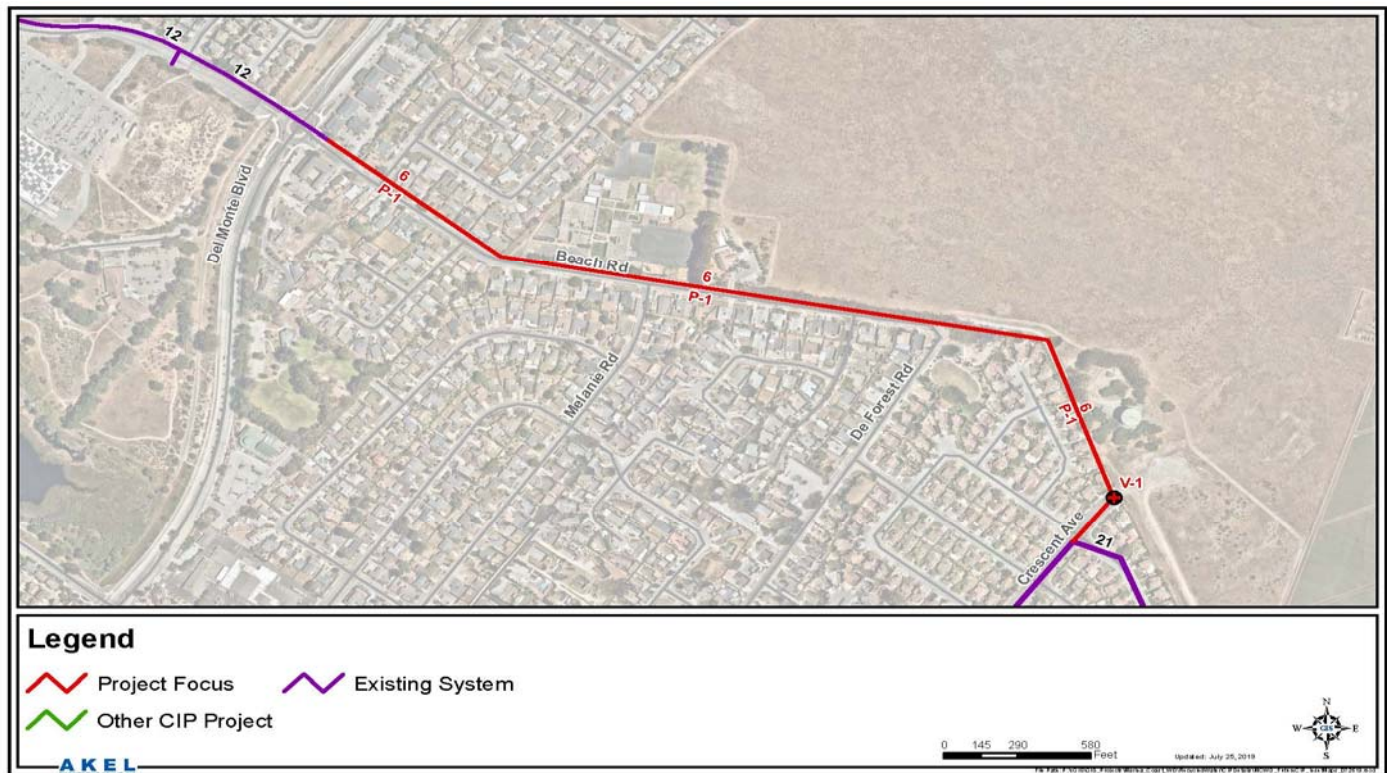 12
12
Del Monte Blvd
6
P-1
Beach Rd
6
P-1
Melanie Rd
De Forest Rd
6
P-1
V-1
Crescent Ave
21
Legend
Project Focus
Existing System
Other CIP Project
AKEL
0 145 290 580
Feet
Updated: July 25, 2019
N
W GIS E
S